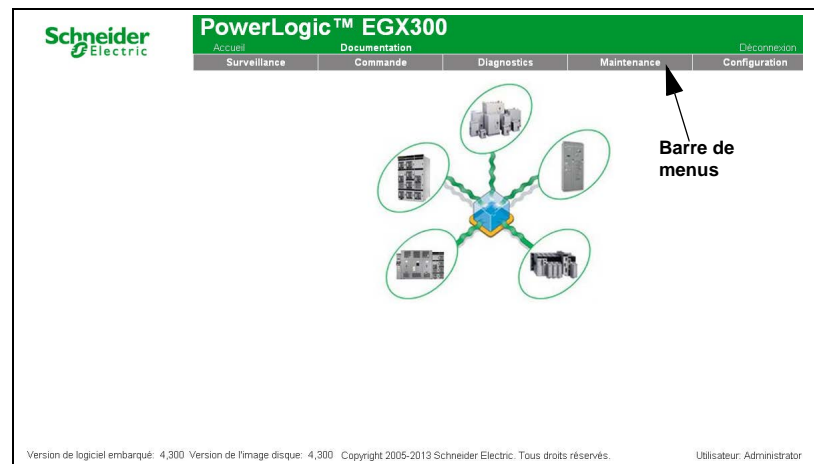 Schneider Electric
PowerLogic™ EGX300
Accueil Documentation Déconnexion
Surveillance Commande Diagnostics Maintenance Configuration
Barre de
menus
Version de logiciel embarqué: 4,300 Version de l'image disque: 4,300 Copyright 2005-2013 Schneider Electric. Tous droits réservés. Utilisateur: Administrator